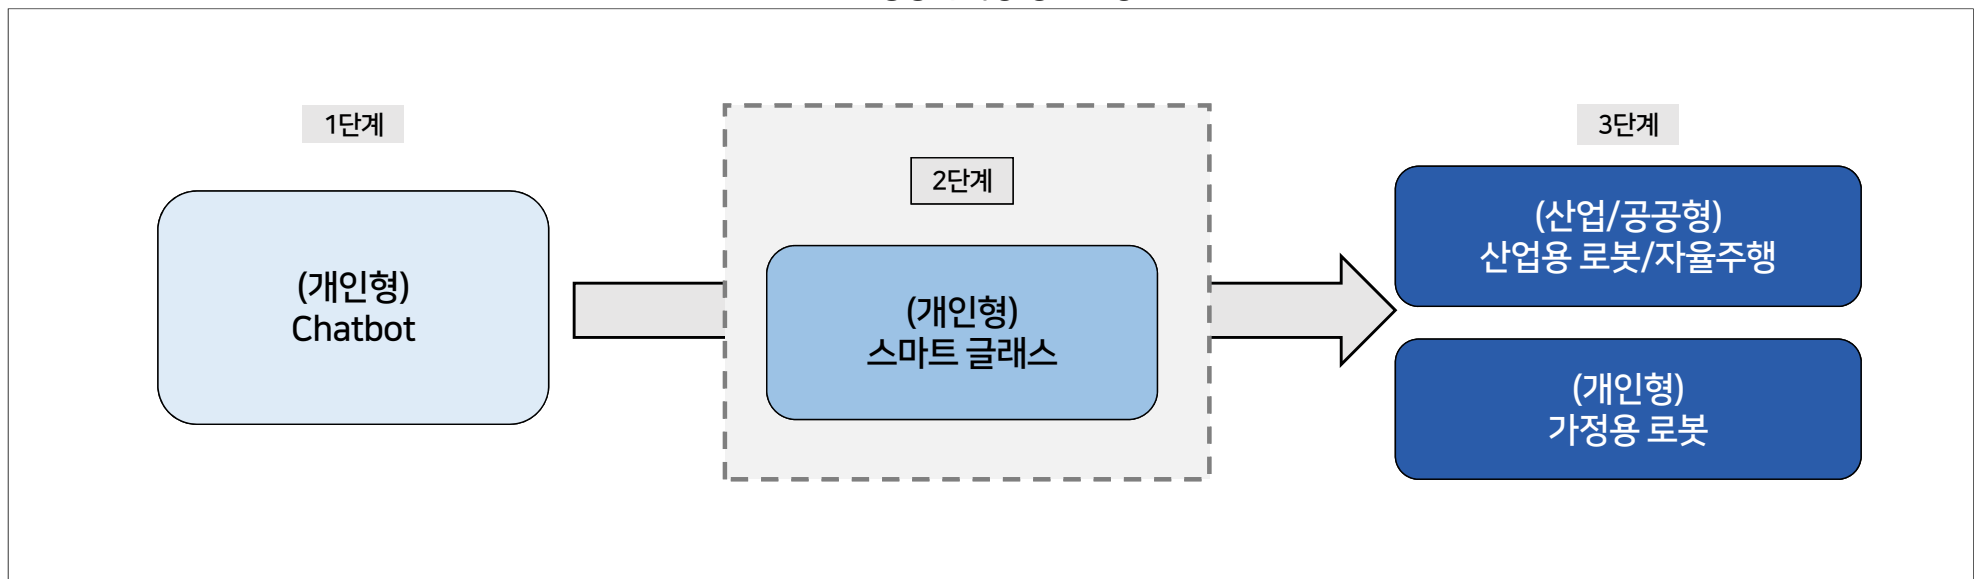 1단계
(개인형)
Chatbot
2단계
(개인형)
스마트 글래스
3단계
(산업/공공형)
산업용 로봇/자율주행
(개인형)
가정용 로봇